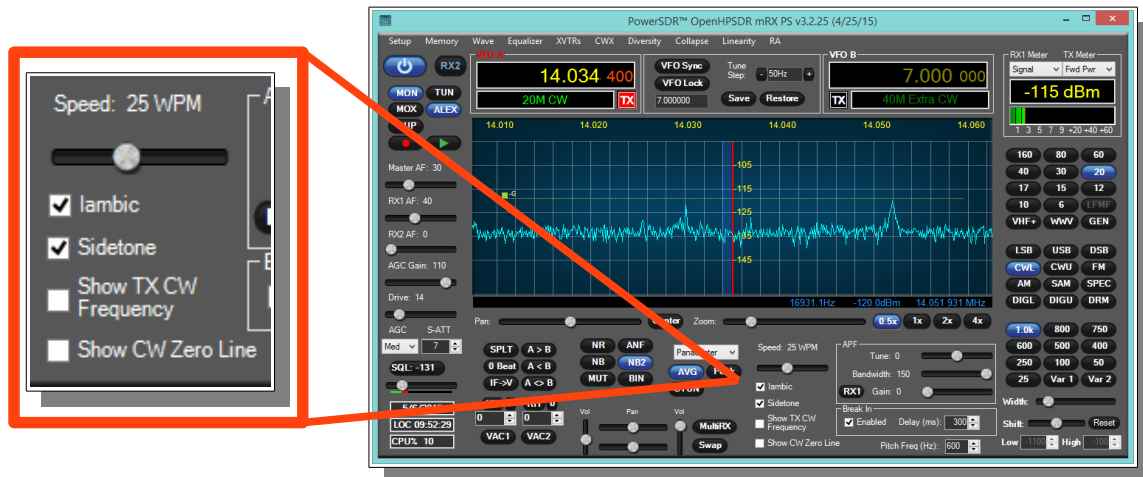 Speed: 25 WPM
Iambic
Sidetone
Show TX CW
Frequency
Show CW Zero Line
PowerSDR™ OpenHPSDR mRX PS v3.2.25 (4/25/15)
Setup Memory Wave Equalizer XVTRs CWX Diversity Collapse Linearity RA
RX2
MON TUN
MOX ALEX
VFO A
14.034 400
20M CW TX
VFO Sync
VFO Lock
Tune
Step: - 50Hz +
7.000000 Save Restore
VFO B
7.000 000
TX 40M Extra CW
RX1 Meter TX Meter
Signal Fwd Pwr
-115 dBm
1 3 5 7 9 +20 +40 +60
14.010 14.020 14.030 14.040 14.050 14.060
-G
-105
-115
-125
-145
16931.1Hz -120.0dBm 14.051 931 MHz
Master AF: 30
RX1 AF: 40
RX2 AF: 0
AGC Gain: 110
Drive: 14
AGC S-ATT
Med 7
SQL: -131
LOC 09:52:29
CPU% 10
Pan: Zoom: 0.5x 1x 2x 4x
SPLT A > B
0 Beat A < B
IF->V A <> B
0 0
VAC1 VAC2
NR ANF
NB NB2
MUT BIN
AVG
Vol Pan Vol
MultiRX
Swap
Speed: 25 WPM
Iambic
Sidetone
Show TX CW
Frequency
Show CW Zero Line
APF
Tune: 0
Bandwidth: 150
RX1 Gain: 0
Break In
Enabled Delay (ms): 300
Pitch Freq (Hz): 600
160 80 60
40 30 20
17 15 12
10 6 LFMF
VHF+ WWV GEN
LSB USB DSB
CWL CWU FM
AM SAM SPEC
DIGL DIGU DRM
1.0k 800 750
600 500 400
250 100 50
25 Var 1 Var 2
Width:
Shift: Reset
Low -1100 High -100